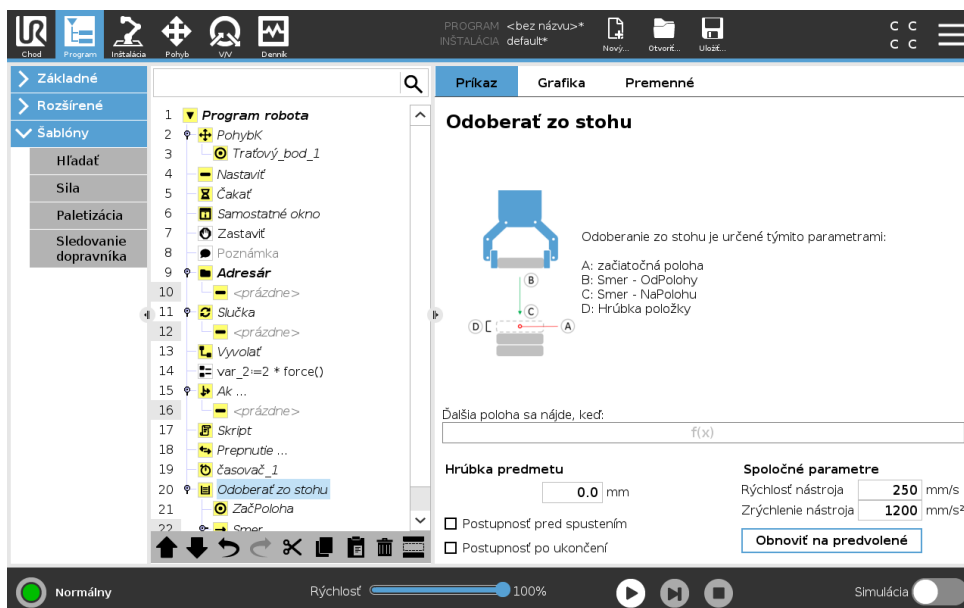 UR
PROGRAM <bez názvu>*
INŠTALÁCIA default*
Chod Program Inštalácia Pohyb V/V Denník
Nový... Otvoriť... Uložiť...
C C
C C
Základné
Rozšírené
Šablóny
Hľadať
Sila
Paletizácia
Sledovanie
dopravníka
1 Program robota
2 PohybK
3 Traťový_bod_1
4 Nastaviť
5 Čakať
6 Samostatné okno
7 Zastaviť
8 Poznámka
9 Adresár
10 <prázdne>
11 Slučka
12 <prázdne>
13 Vyvolať
14 var_2:=2 * force()
15 Ak ...
16 <prázdne>
17 Skript
18 Prepnutie ...
19 časovač_1
20 Odoberať zo stohu
21 ZačPoloha
22 Smer
Príkaz Grafika Premenné
Odoberať zo stohu
B
C
D
A
Odoberanie zo stohu je určené týmito parametrami:
A: začiatočná poloha
B: Smer - OdPolohy
C: Smer - NaPolohu
D: Hrúbka položky
Ďalšia poloha sa nájde, keď:
f(x)
Hrúbka predmetu
0.0 mm
Postupnosť pred spustením
Postupnosť po ukončení
Spoločné parametre
Rýchlosť nástroja 250 mm/s
Zrýchlenie nástroja 1200 mm/s²
Obnoviť na predvolené
Normálny
Rýchlosť 100%
Simulácia